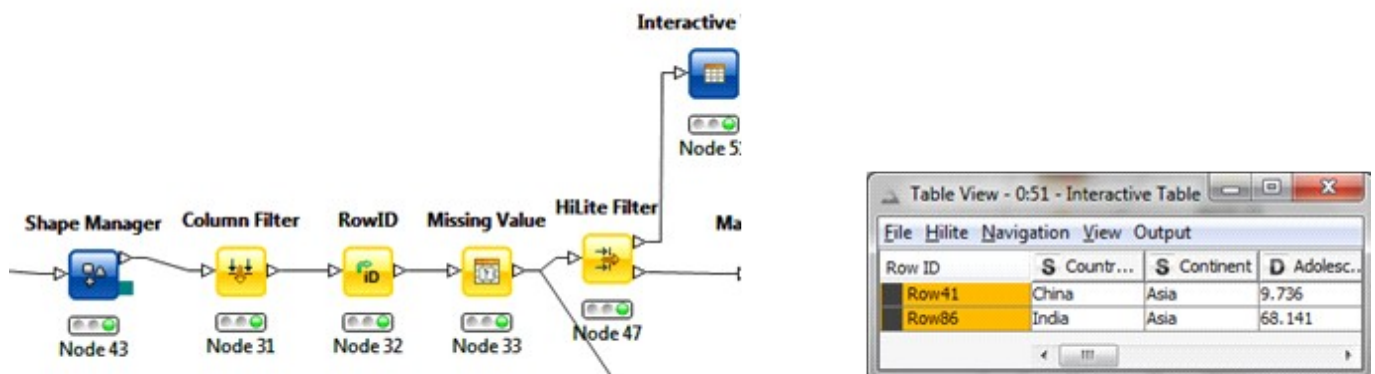 Interactive
Node 5
Shape Manager
Column Filter
RowID
Missing Value
HiLite Filter
Ma
iD
?
Node 43
Node 31
Node 32
Node 33
Node 47
Table View - 0:51 - Interactive Table
File Hilite Navigation View Output
Row ID S Countr... S Continent D Adolesc..
Row41 China Asia 9.736
Row86 India Asia 68.141